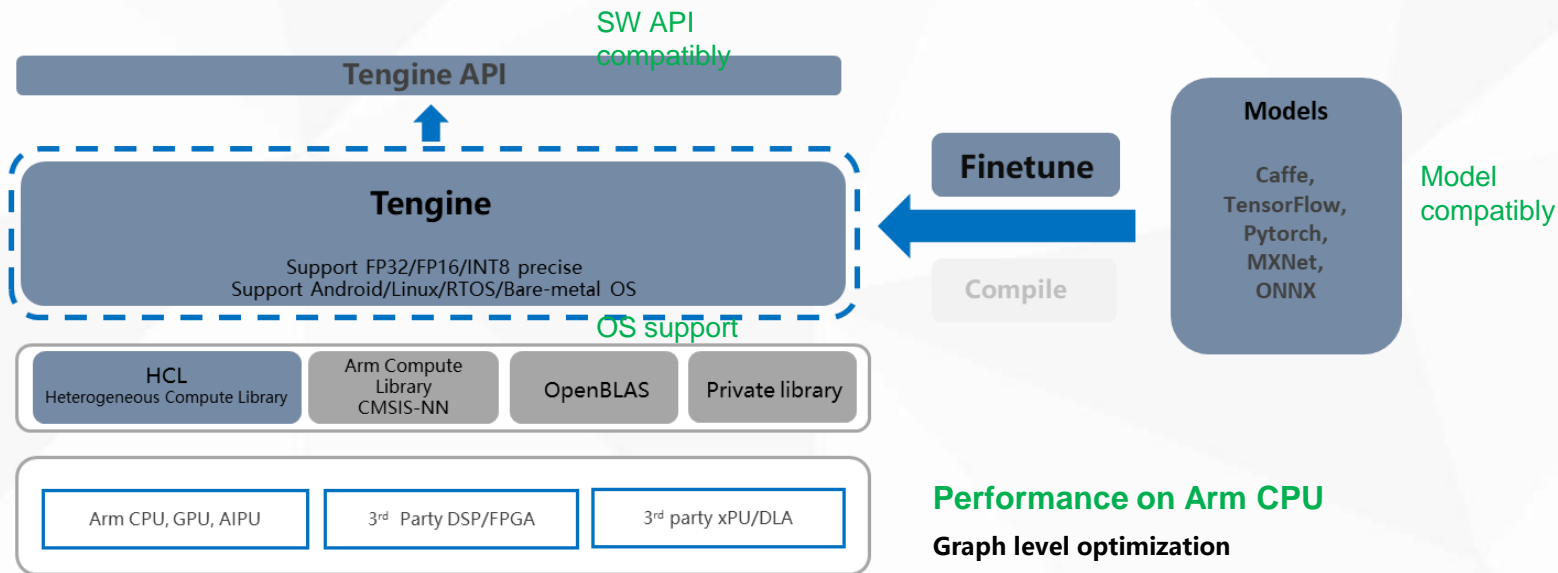 SW API
compatibly
Tengine API
Tengine
Support FP32/FP16/INT8 precise
Support Android/Linux/RTOS/Bare-metal OS
OS support
Finetune
Compile
Models
Caffe,
TensorFlow,
Pytorch,
MXNet,
ONNX
Model
compatibly
HCL
Heterogeneous Compute Library
Arm Compute
Library
CMSIS-NN
OpenBLAS
Private library
Arm CPU, GPU, AIPU
3rd Party DSP/FPGA
3rd party xPU/DLA
Performance on Arm CPU
Graph level optimization